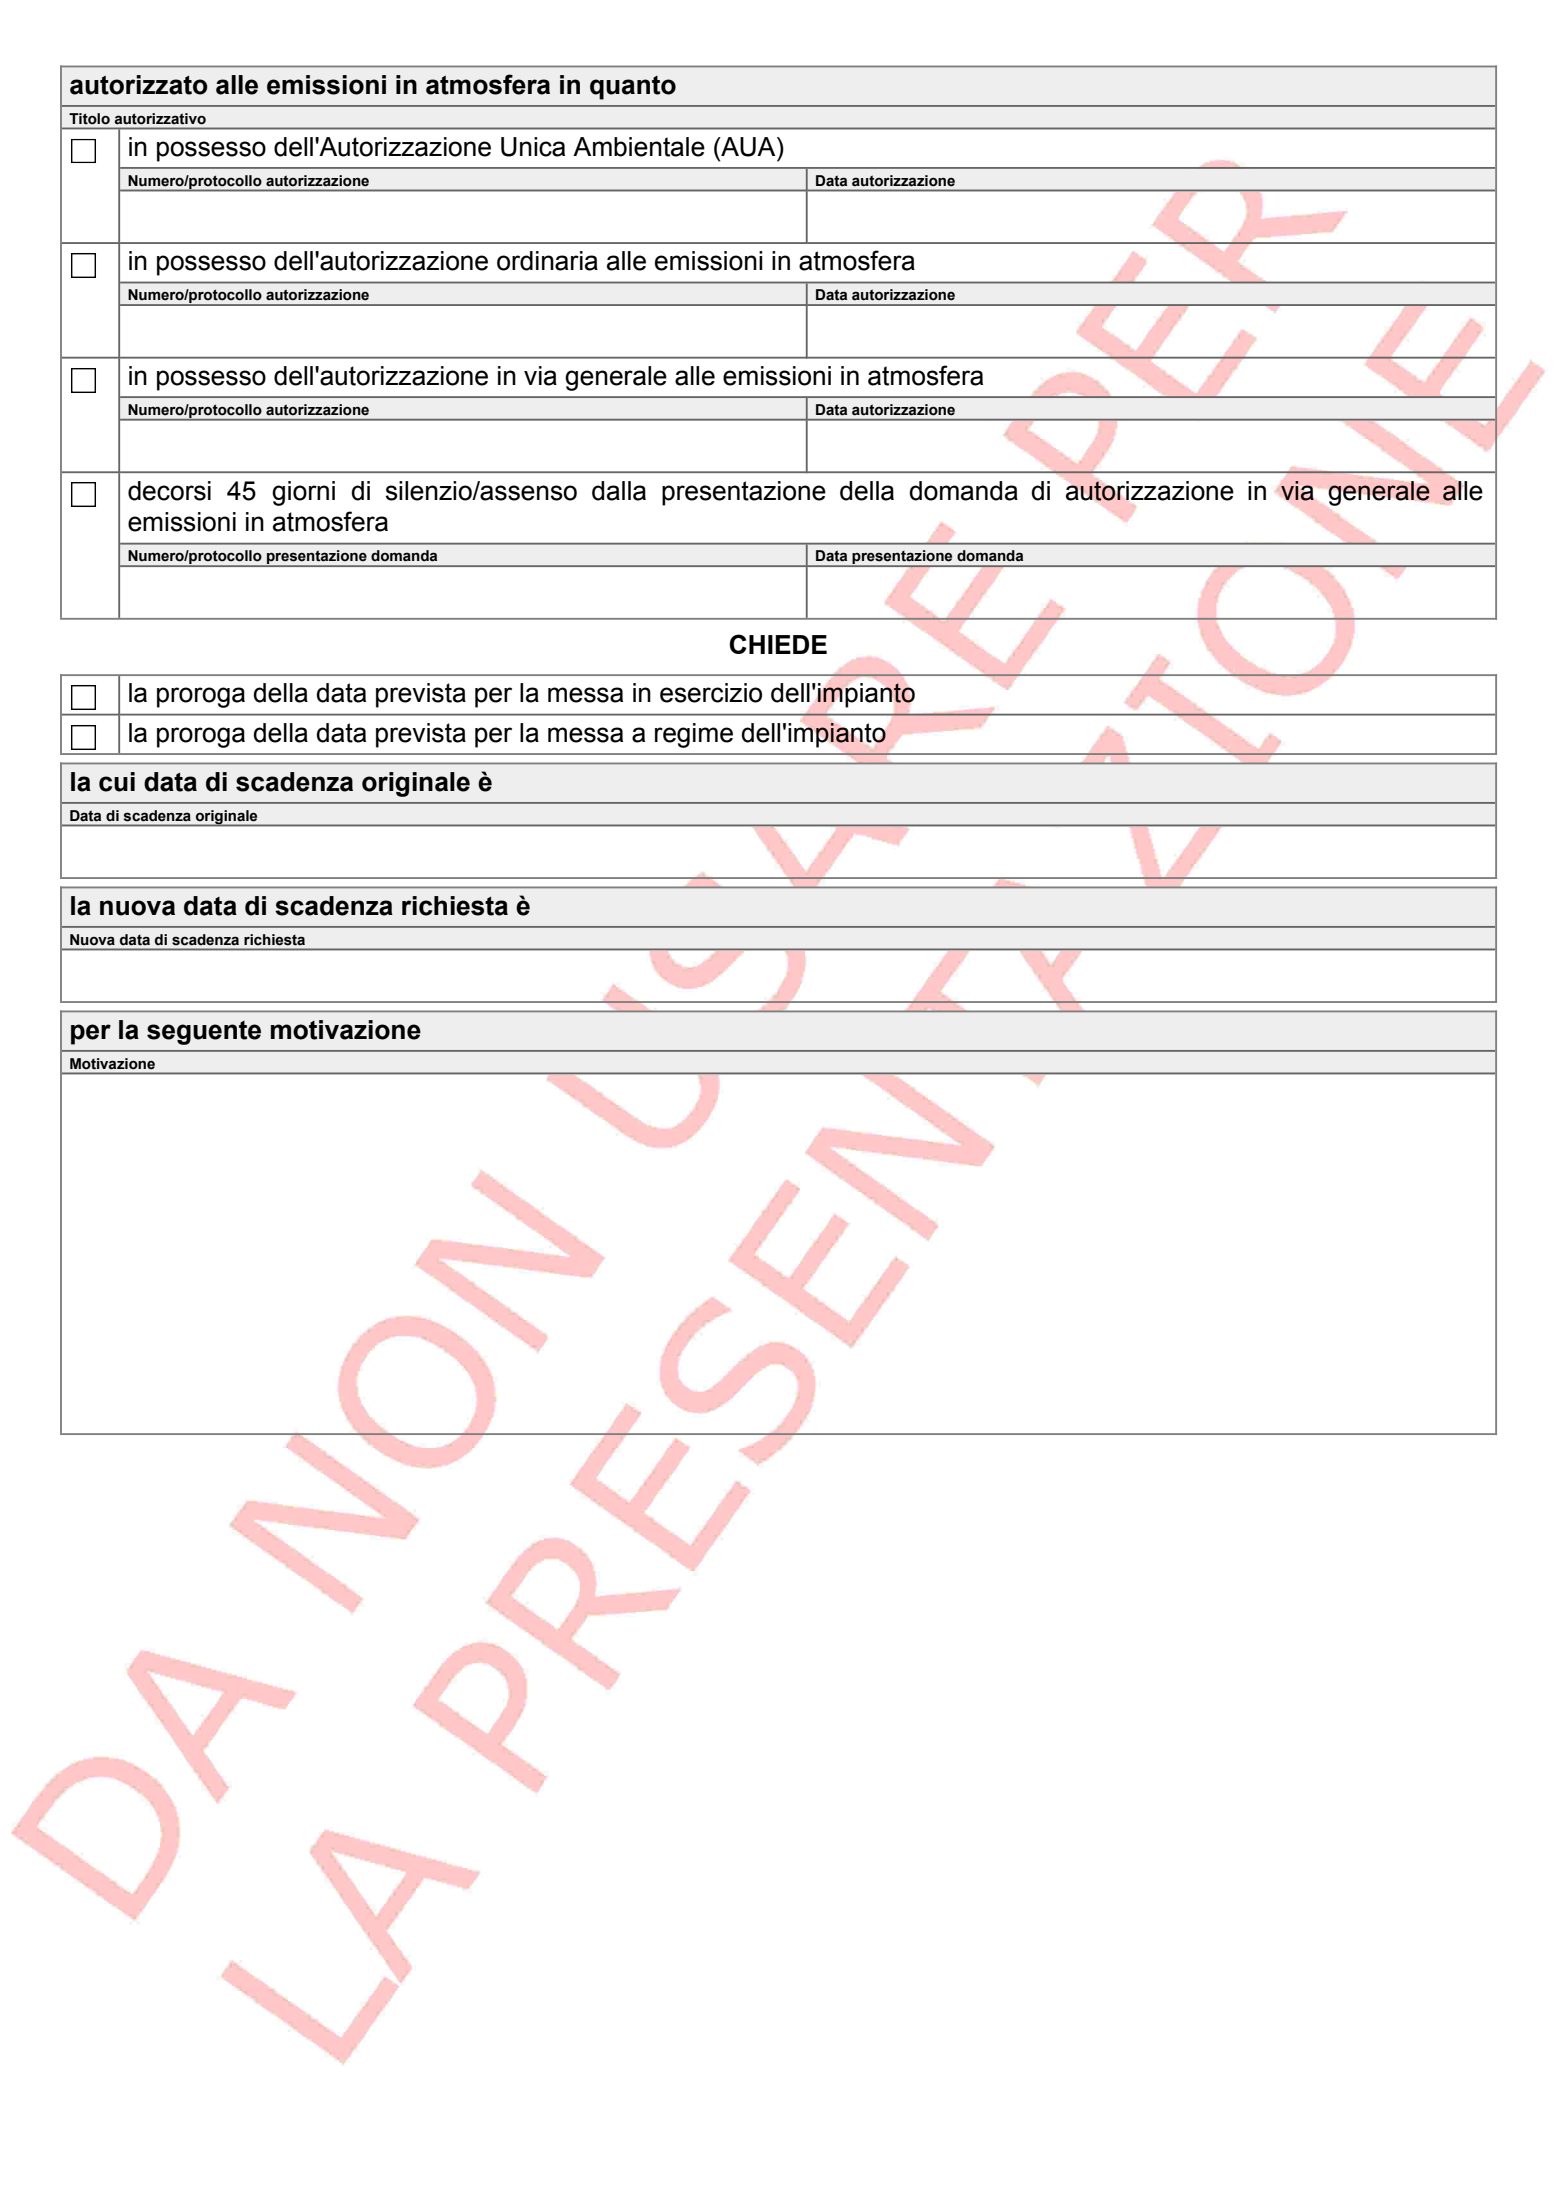 autorizzato alle emissioni in atmosfera in quanto
Titolo autorizzativo
in possesso dell'Autorizzazione Unica Ambientale (AUA)
Numero/protocollo autorizzazione Data autorizzazione
in possesso dell'autorizzazione ordinaria alle emissioni in atmosfera
Numero/protocollo autorizzazione Data autorizzazione
in possesso dell'autorizzazione in via generale alle emissioni in atmosfera
Numero/protocollo autorizzazione Data autorizzazione
decorsi 45 giorni di silenzio/assenso dalla presentazione della domanda di autorizzazione in via generale alle
emissioni in atmosfera
Numero/protocollo presentazione domanda Data presentazione domanda
CHIEDE
la proroga della data prevista per la messa in esercizio dell'impianto
la proroga della data prevista per la messa a regime dell'impianto
la cui data di scadenza originale è
Data di scadenza originale
la nuova data di scadenza richiesta è
Nuova data di scadenza richiesta
per la seguente motivazione
Motivazione
DA NON USARE PER
LA PRESENTAZIONE